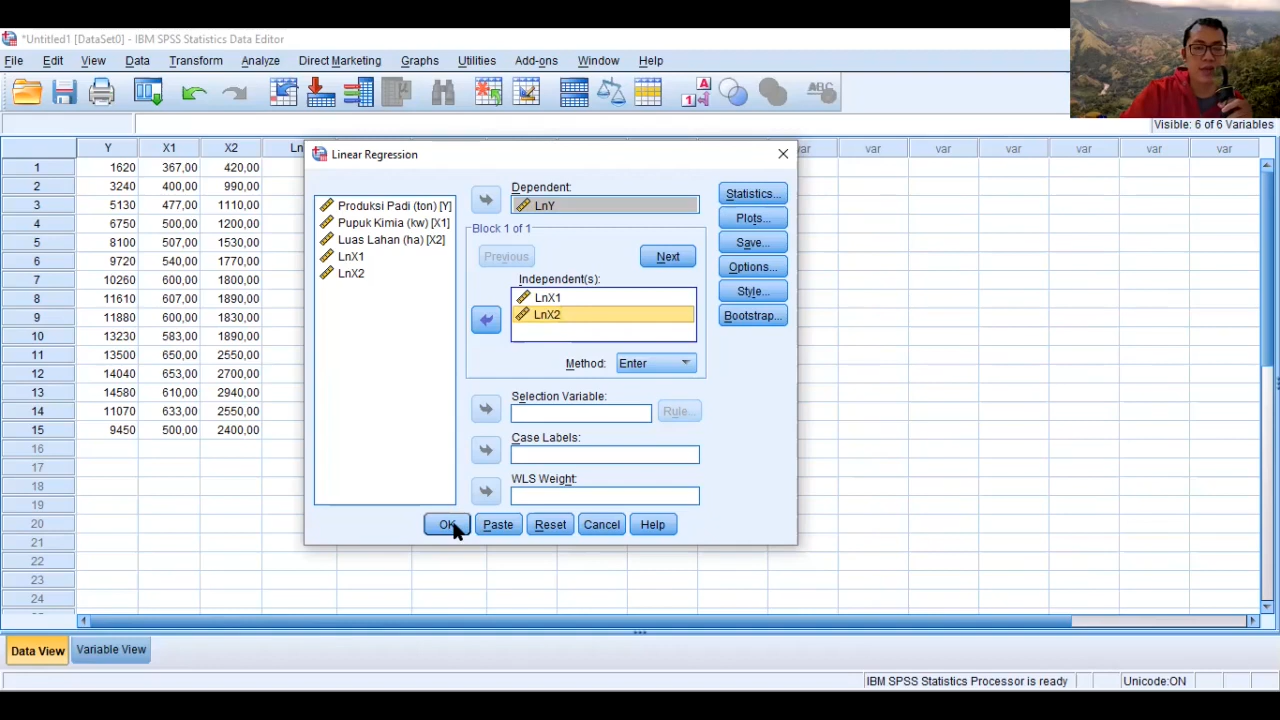 *Untitled1 [DataSet0] - IBM SPSS Statistics Data Editor
File Edit View Data Transform Analyze Direct Marketing Graphs Utilities Add-ons Window Help
Visible: 6 of 6 Variables
Y X1 X2 Ln var var var var var var var
Linear Regression
1 1620 367,00 420,00
2 3240 400,00 990,00
3 5130 477,00 1110,00
4 6750 500,00 1200,00
5 8100 507,00 1530,00
6 9720 540,00 1770,00
7 10260 600,00 1800,00
8 11610 607,00 1890,00
9 11880 600,00 1830,00
10 13230 583,00 1890,00
11 13500 650,00 2550,00
12 14040 653,00 2700,00
13 14580 610,00 2940,00
14 11070 633,00 2550,00
15 9450 500,00 2400,00
16
17
18
19
20
21
22
23
24
Produksi Padi (ton) [Y]
Pupuk Kimia (kw) [X1]
Luas Lahan (ha) [X2]
LnX1
LnX2
Dependent:
LnY
Block 1 of 1
Previous Next
Independent(s):
LnX1
LnX2
Method: Enter
Selection Variable:
Rule...
Case Labels:
WLS Weight:
Statistics...
Plots...
Save...
Options...
Style...
Bootstrap...
OK Paste Reset Cancel Help
Data View Variable View
IBM SPSS Statistics Processor is ready Unicode:ON